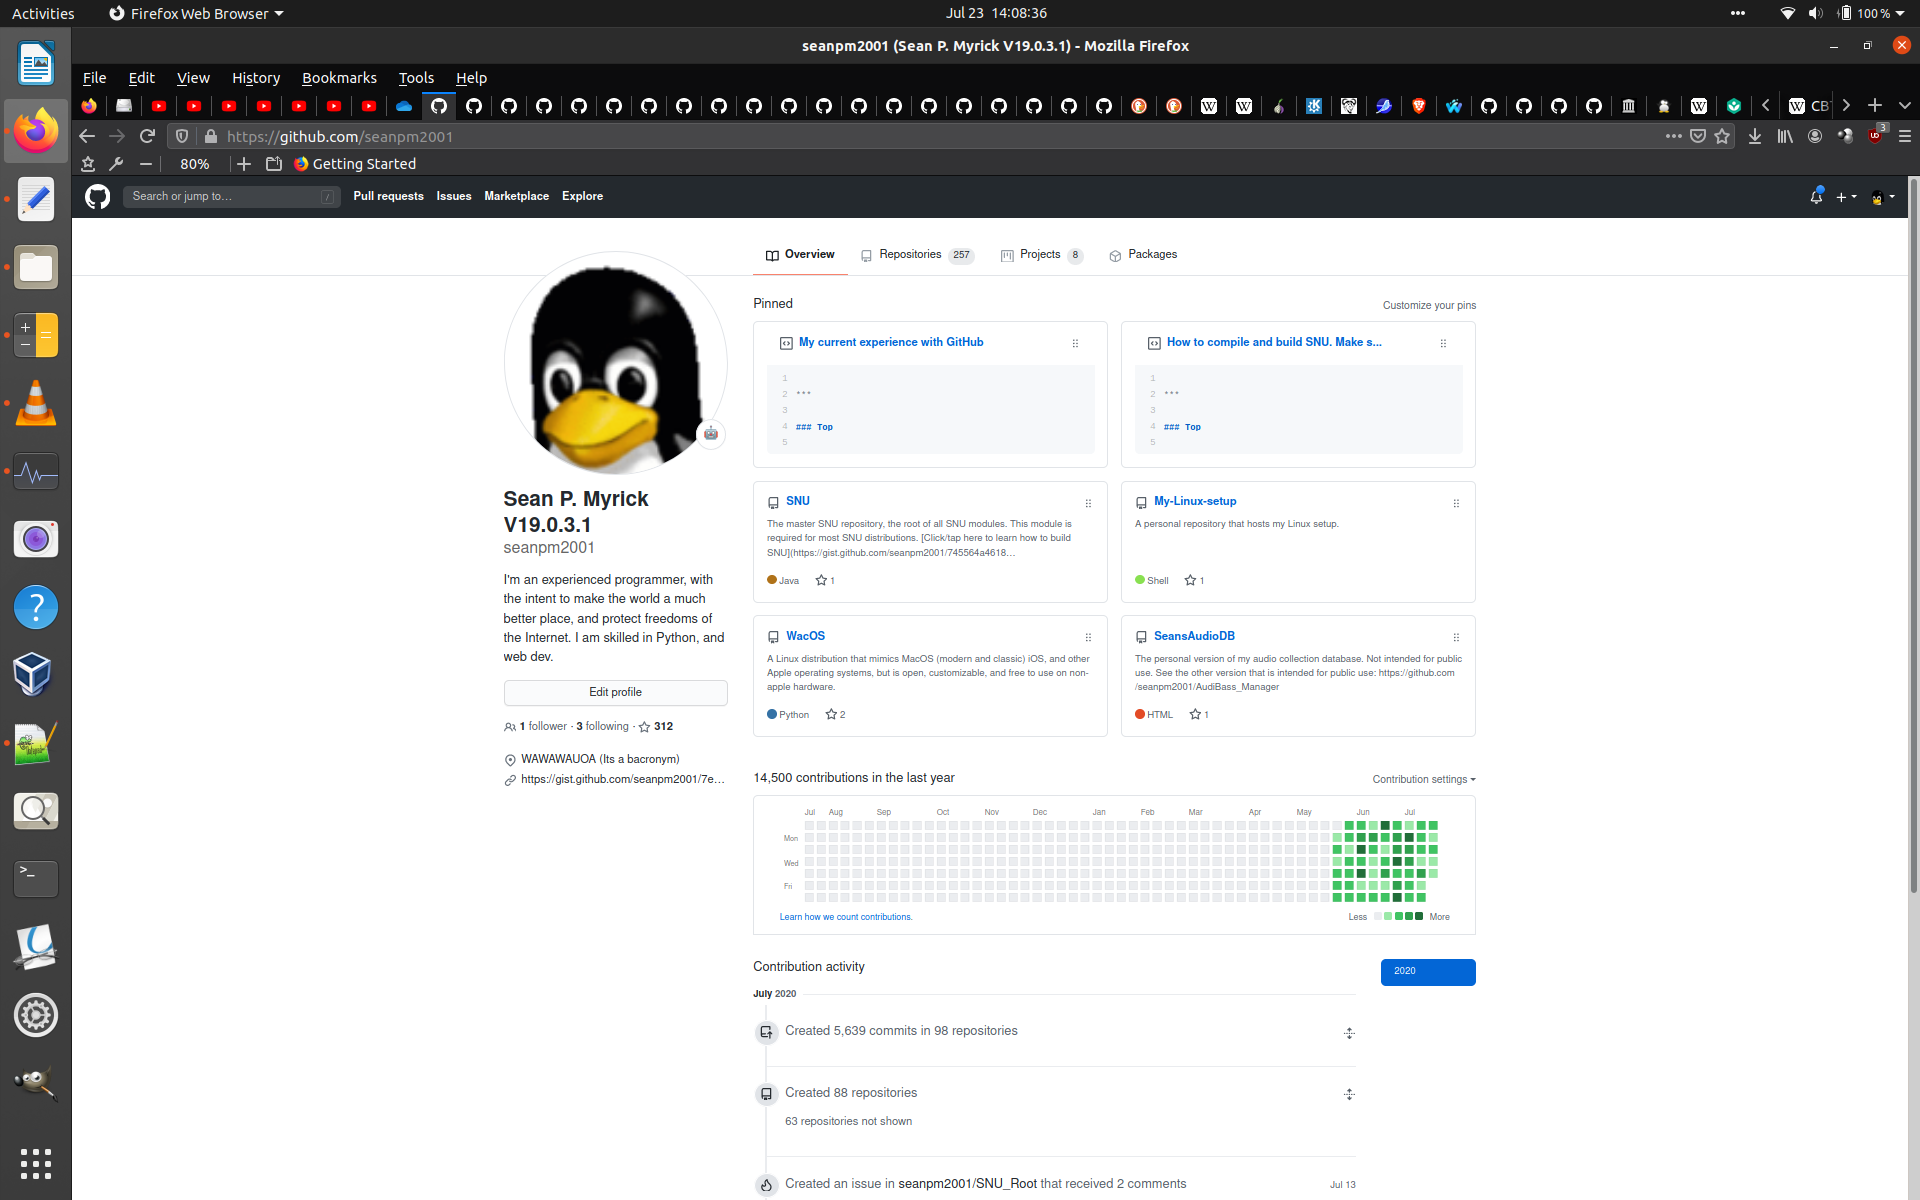 Activities
Firefox Web Browser
Jul 23 14:08:36
100 %
seanpm2001 (Sean P. Myrick V19.0.3.1) - Mozilla Firefox
File Edit View History Bookmarks Tools Help
CB
https://github.com/seanpm2001
3
80%
Getting Started
Search or jump to…
/
Pull requests Issues Marketplace Explore
Overview
Repositories 257
Projects 8
Packages
Sean P. Myrick
V19.0.3.1
seanpm2001
I'm an experienced programmer, with
the intent to make the world a much
better place, and protect freedoms of
the Internet. I am skilled in Python, and
web dev.
Edit profile
1 follower · 3 following · 312
WAWAWAUOA (Its a bacronym)
https://gist.github.com/seanpm2001/7e…
Pinned
Customize your pins
My current experience with GitHub
1
2 ***
3
4 ### Top
5
How to compile and build SNU. Make s...
1
2 ***
3
4 ### Top
5
SNU
The master SNU repository, the root of all SNU modules. This module is
required for most SNU distributions. [Click/tap here to learn how to build
SNU](https://gist.github.com/seanpm2001/745564a4618…
Java 1
My-Linux-setup
A personal repository that hosts my Linux setup.
Shell 1
WacOS
A Linux distribution that mimics MacOS (modern and classic) iOS, and other
Apple operating systems, but is open, customizable, and free to use on non-
apple hardware.
Python 2
SeansAudioDB
The personal version of my audio collection database. Not intended for public
use. See the other version that is intended for public use: https://github.com
/seanpm2001/AudiBass_Manager
HTML 1
14,500 contributions in the last year
Contribution settings
Jul Aug Sep Oct Nov Dec Jan Feb Mar Apr May Jun Jul
Mon
Wed
Fri
Learn how we count contributions.
Less More
Contribution activity
2020
July 2020
Created 5,639 commits in 98 repositories
Created 88 repositories
63 repositories not shown
Created an issue in seanpm2001/SNU_Root that received 2 comments
Jul 13